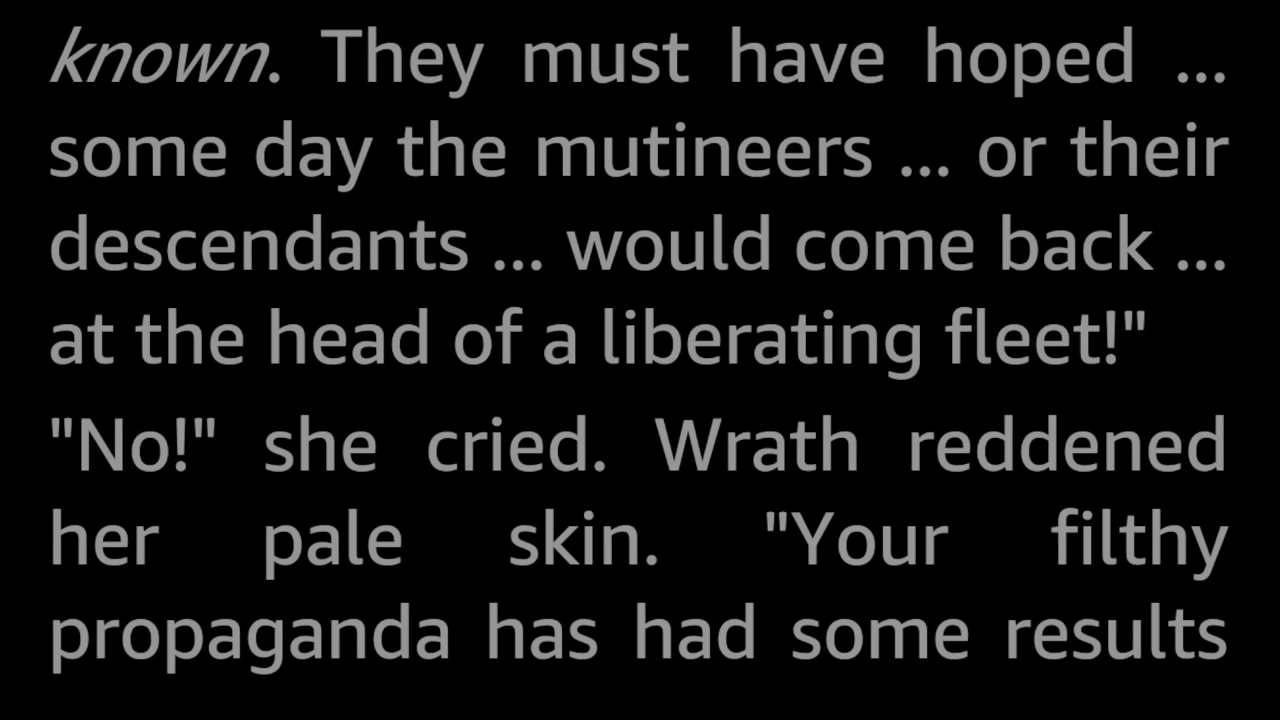 known. They must have hoped ...
some day the mutineers ... or their
descendants ... would come back ...
at the head of a liberating fleet!"
"No!" she cried. Wrath reddened
her pale skin. "Your filthy
propaganda has had some results